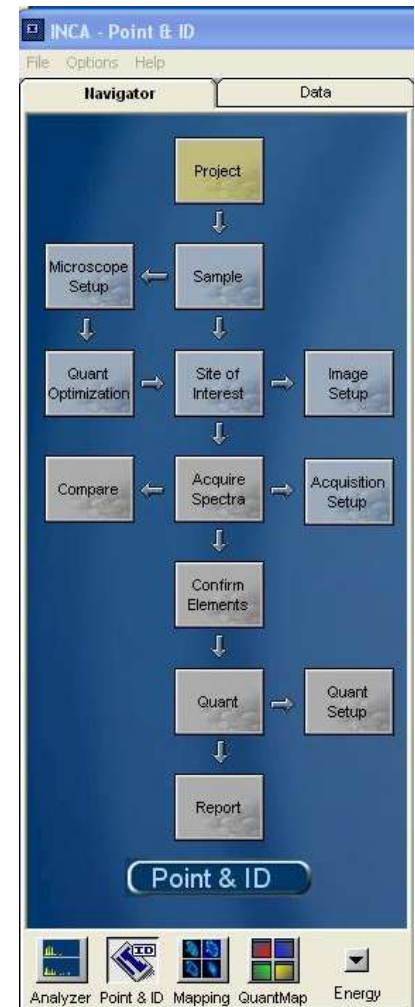 INCA - Point & ID
File Options Help
Navigator
Data
Project
Microscope
Setup
Sample
Quant
Optimization
Site of
Interest
Image
Setup
Compare
Acquire
Spectra
Acquisition
Setup
Confirm
Elements
Quant
Quant
Setup
Report
Point & ID
ID
Analyzer Point & ID Mapping QuantMap Energy